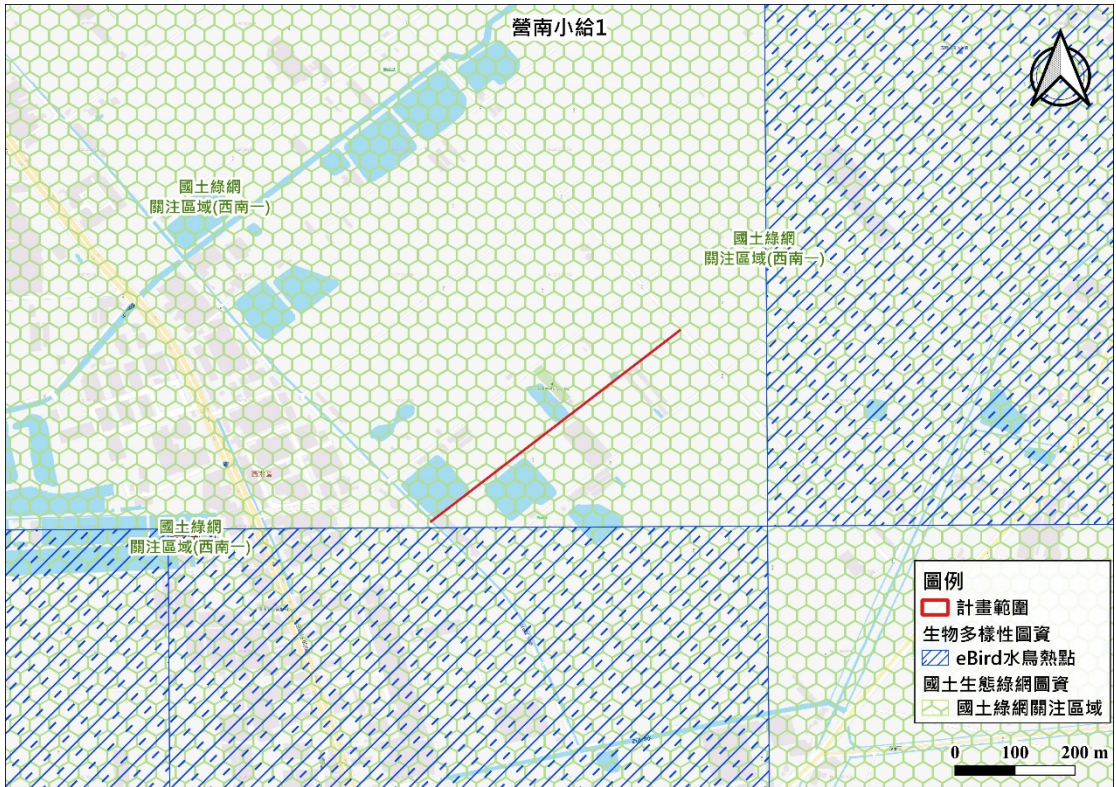 營南小給1
國土綠網
關注區域(西南一)
國土綠網
關注區域(西南一)
國土綠網
關注區域(西南一)
圖例
計畫範圍
生物多樣性圖資
eBird水鳥熱點
國土生態綠網圖資
國土綠網關注區域
0 100 200 m